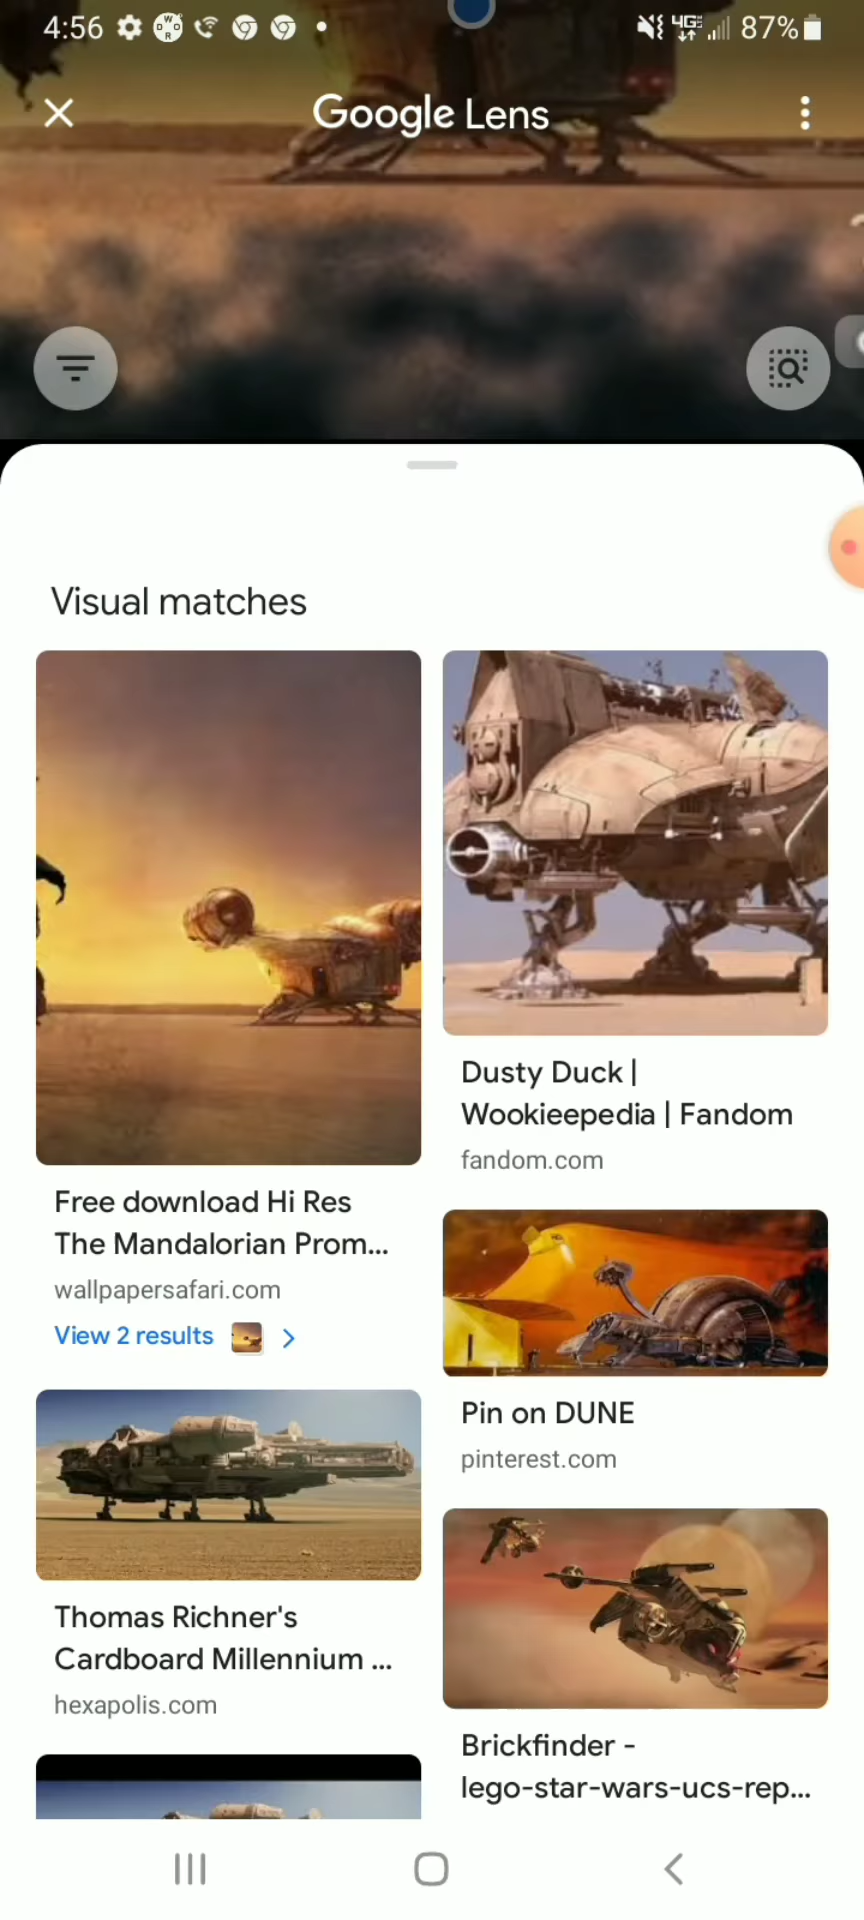 4:56
4G
87%
Google Lens
Visual matches
Free download Hi Res
The Mandalorian Prom...
wallpapersafari.com
View 2 results
Thomas Richner's
Cardboard Millennium ...
hexapolis.com
Dusty Duck |
Wookieepedia | Fandom
fandom.com
Pin on DUNE
pinterest.com
Brickfinder -
lego-star-wars-ucs-rep...